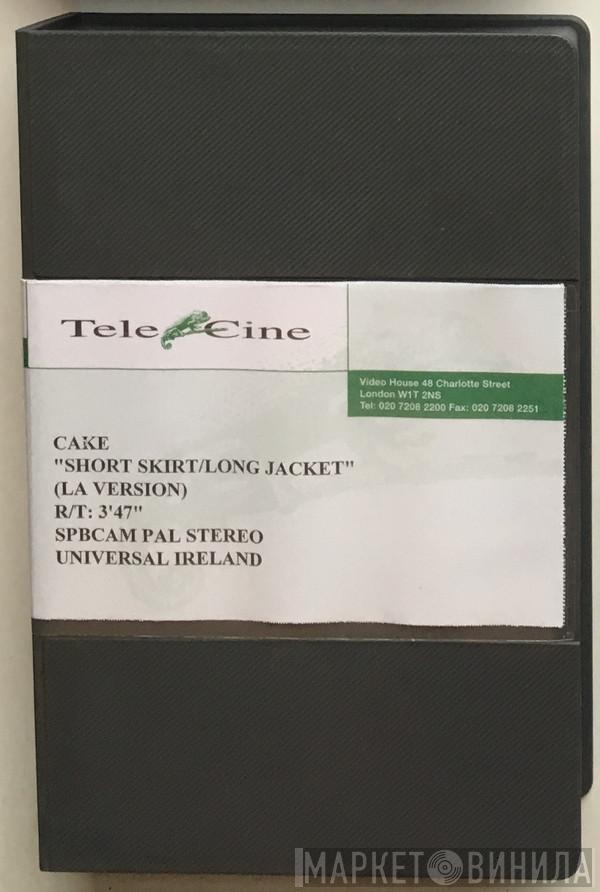 Tele Cine
Video House 48 Charlotte Street
London W1T 2NS
Tel: 020 7208 2200 Fax: 020 7208 2251
CAKE
"SHORT SKIRT/LONG JACKET"
(LA VERSION)
R/T: 3'47"
SPBCAM PAL STEREO
UNIVERSAL IRELAND
МАРКЕТ ВИНИЛА